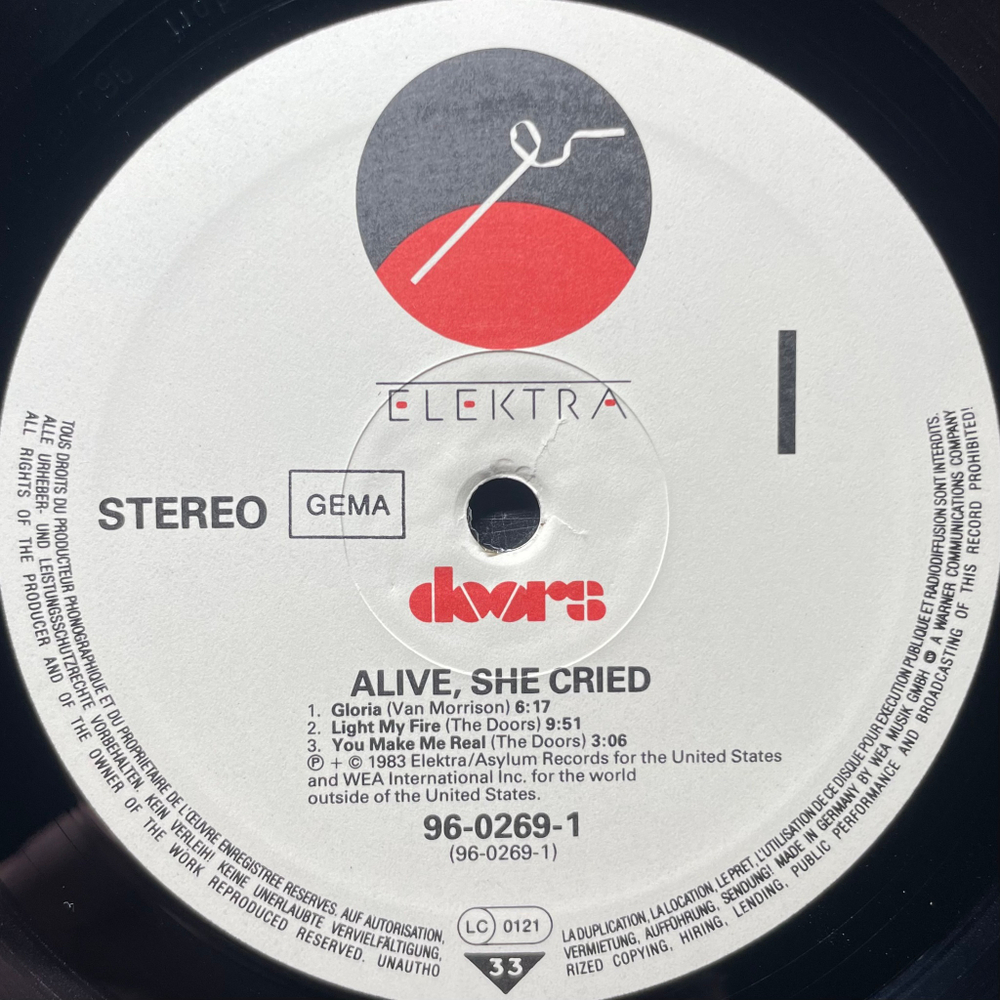 ELEKTRA
I
STEREO
GEMA
doors
ALIVE, SHE CRIED
1. Gloria (Van Morrison) 6:17
2. Light My Fire (The Doors) 9:51
3. You Make Me Real (The Doors) 3:06
℗ + © 1983 Elektra/Asylum Records for the United States
and WEA International Inc. for the world
outside of the United States.
96-0269-1
(96-0269-1)
LC 0121
33
TOUS DROITS DU PRODUCTEUR PHONOGRAPHIQUE ET DU PROPRIETAIRE DE L'ŒUVRE ENREGISTREE RESERVES. AUF AUTORISATION, LA DUPLICATION, LA LOCATION, LE PRET, L'UTILISATION DE CE DISQUE POUR EXECUTION PUBLIQUE ET RADIODIFFUSION SONT INTERDITS.
ALLE URHEBER- UND LEISTUNGSSCHUTZRECHTE VORBEHALTEN. KEIN VERLEIH! KEINE UNERLAUBTE VERVIELFÄLTIGUNG, VERMIETUNG, AUFFÜHRUNG, SENDUNG! MADE IN GERMANY BY WEA MUSIK GMBH A WARNER COMMUNICATIONS COMPANY
ALL RIGHTS OF THE PRODUCER AND OF THE OWNER OF THE WORK REPRODUCED RESERVED. UNAUTHORIZED COPYING, HIRING, LENDING, PUBLIC PERFORMANCE AND BROADCASTING OF THIS RECORD PROHIBITED!